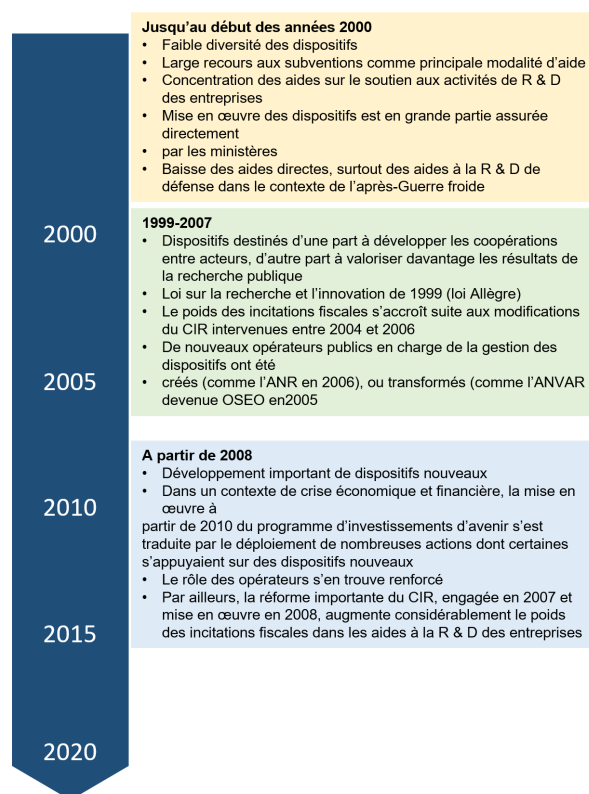 Jusqu’au début des années 2000
• Faible diversité des dispositifs
• Large recours aux subventions comme principale modalité d’aide
• Concentration des aides sur le soutien aux activités de R & D
des entreprises
• Mise en œuvre des dispositifs est en grande partie assurée
directement
• par les ministères
• Baisse des aides directes, surtout des aides à la R & D de
défense dans le contexte de l’après-Guerre froide
2000
1999-2007
• Dispositifs destinés d’une part à développer les coopérations
entre acteurs, d’autre part à valoriser davantage les résultats de
la recherche publique
• Loi sur la recherche et l’innovation de 1999 (loi Allègre)
• Le poids des incitations fiscales s’accroît suite aux modifications
du CIR intervenues entre 2004 et 2006
• De nouveaux opérateurs publics en charge de la gestion des
dispositifs ont été
• créés (comme l’ANR en 2006), ou transformés (comme l’ANVAR
devenue OSEO en2005
2005
A partir de 2008
• Développement important de dispositifs nouveaux
• Dans un contexte de crise économique et financière, la mise en
œuvre à
partir de 2010 du programme d’investissements d’avenir s’est
traduite par le déploiement de nombreuses actions dont certaines
s’appuyaient sur des dispositifs nouveaux
• Le rôle des opérateurs s’en trouve renforcé
• Par ailleurs, la réforme importante du CIR, engagée en 2007 et
mise en œuvre en 2008, augmente considérablement le poids
des incitations fiscales dans les aides à la R & D des entreprises
2010
2015
2020